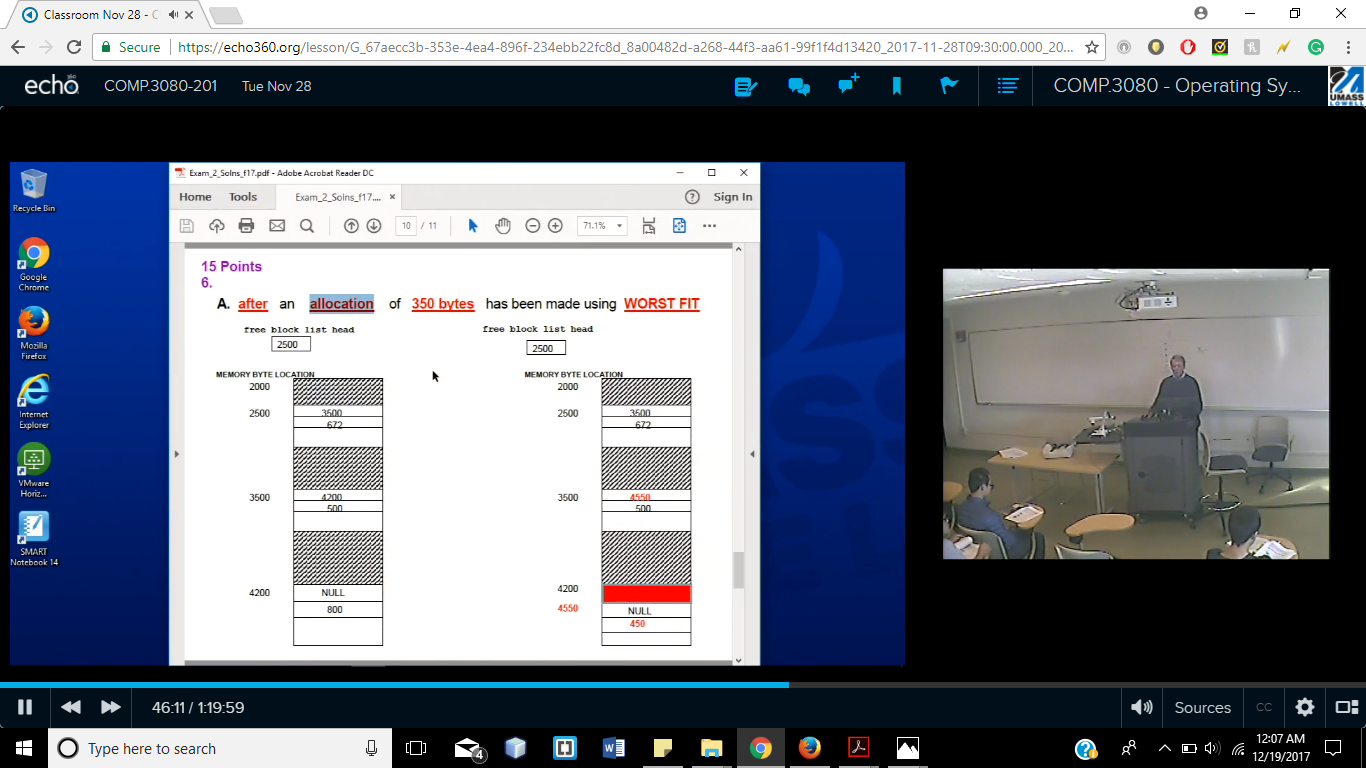 Classroom Nov 28 - C
Secure
https://echo360.org/lesson/G_67aecc3b-353e-4ea4-896f-234ebb22fc8d_8a00482d-a268-44f3-aa61-99f1f4d13420_2017-11-28T09:30:00.000_20...
echo
COMP.3080-201
Tue Nov 28
COMP.3080 - Operating Sy...
UMASS
LOWELL
Recycle Bin
Google
Chrome
Mozilla
Firefox
Internet
Explorer
VMware
Horiz...
SMART
Notebook 14
Exam_2_Solns_f17.pdf - Adobe Acrobat Reader DC
Home
Tools
Exam_2_Solns_f17....
Sign In
10 / 11
71.1%
15 Points
6.
A. after an allocation of 350 bytes has been made using WORST FIT
free block list head
2500
MEMORY BYTE LOCATION
2000
2500
3500
672
3500
4200
500
4200
NULL
800
free block list head
2500
MEMORY BYTE LOCATION
2000
2500
3500
672
3500
4550
500
4200
4550
NULL
450
46:11 / 1:19:59
Sources
CC
Type here to search
4
12:07 AM
12/19/2017